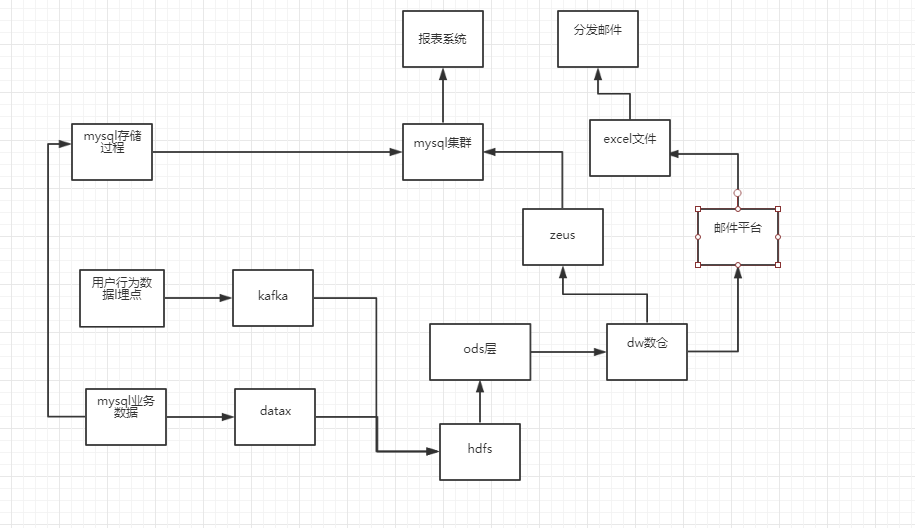 报表系统
分发邮件
mysql存储
过程
mysql集群
excel文件
zeus
邮件平台
用户行为数
据l埋点
kafka
ods层
dw数仓
mysql业务
数据
datax
hdfs